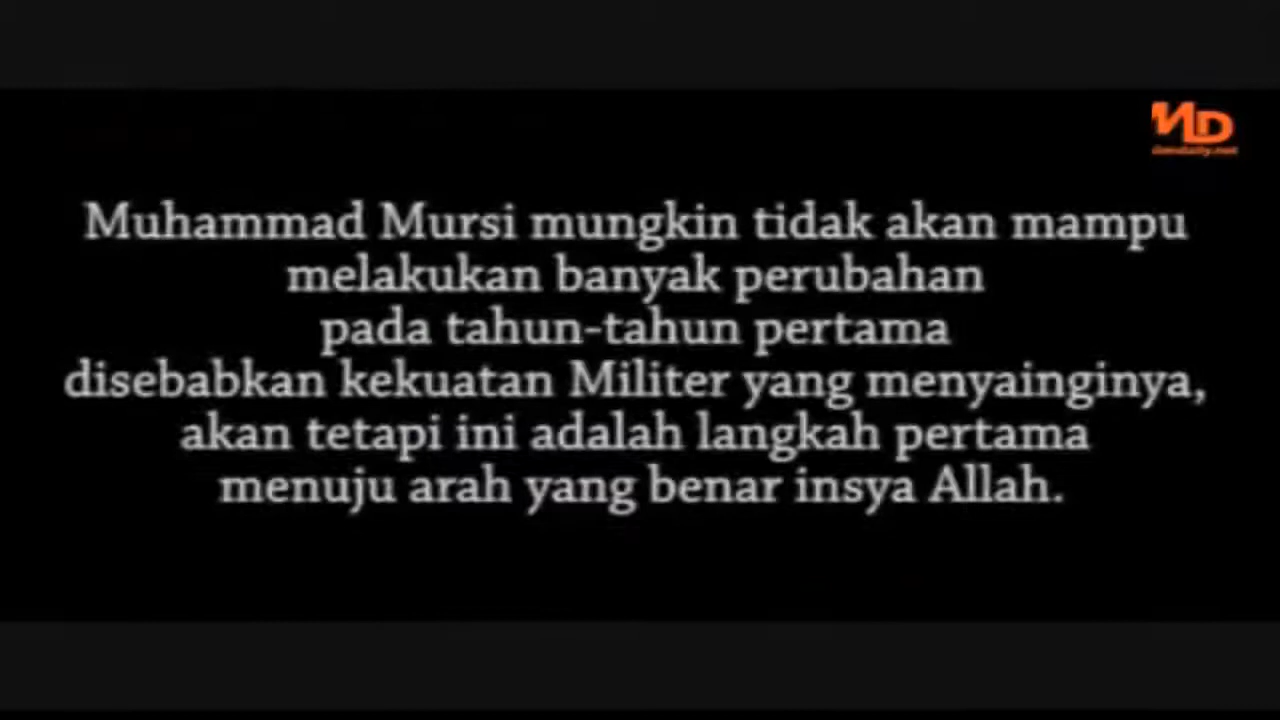 MD
Muhammad Mursi mungkin tidak akan mampu
melakukan banyak perubahan
pada tahun-tahun pertama
disebabkan kekuatan Militer yang menyainginya,
akan tetapi ini adalah langkah pertama
menuju arah yang benar insya Allah.